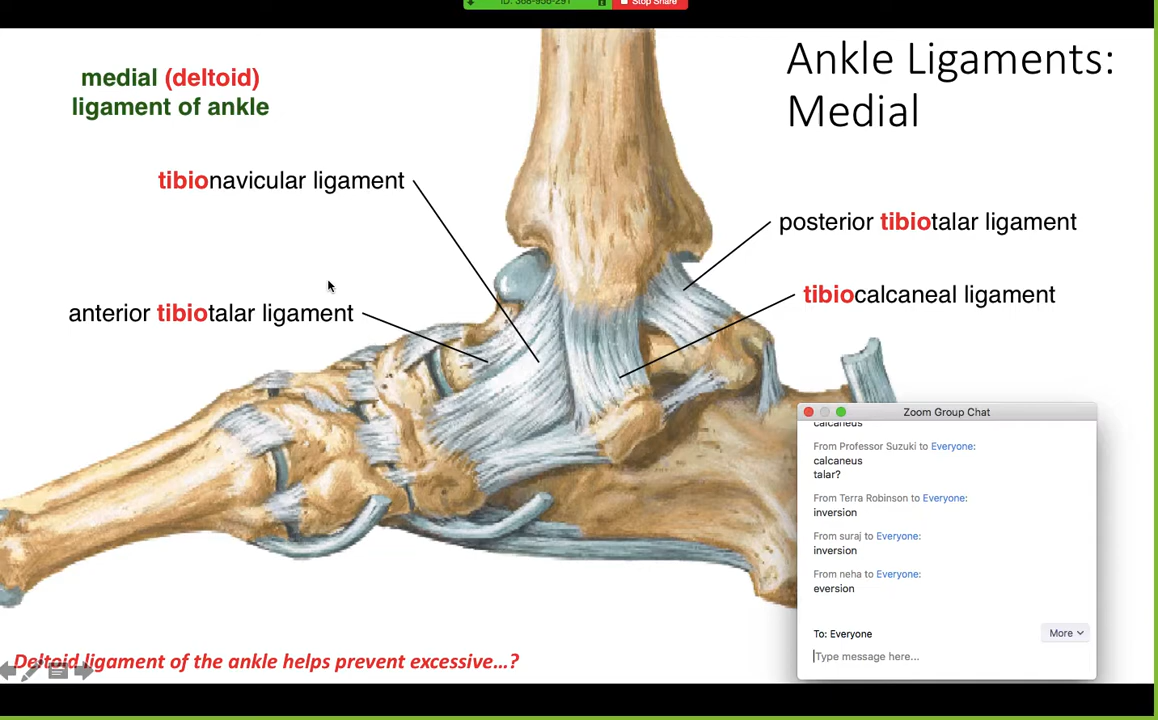 Stop Share
Ankle Ligaments:
Medial
medial (deltoid)
ligament of ankle
tibionavicular ligament
posterior tibiotalar ligament
tibiocalcaneal ligament
anterior tibiotalar ligament
Zoom Group Chat
calcaneus
From Professor Suzuki to Everyone:
calcaneus
talar?
From Terra Robinson to Everyone:
inversion
From suraj to Everyone:
inversion
From neha to Everyone:
eversion
To: Everyone
More
Type message here...
Deltoid ligament of the ankle helps prevent excessive...?